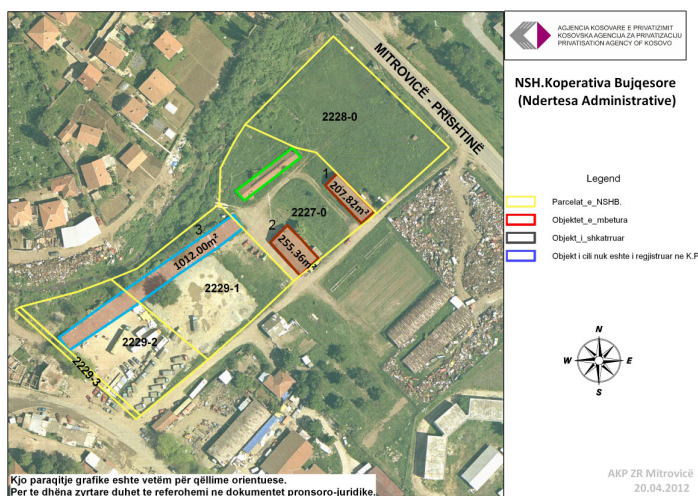 AGJENCIA KOSOVARE E PRIVATIZIMIT
KOSOVSKA AGENCIJA ZA PRIVATIZACIJU
PRIVATISATION AGENCY OF KOSOVO
NSH.Koperativa Bujqesore
(Ndertesa Administrative)
Legend
Parcelat_e_NSHB.
Objektet_e_mbetura
Objekt_i_shkatrruar
Objekt i cili nuk eshte i regjistruar ne K.P
N
W
E
S
AKP ZR Mitrovicë
20.04.2012
MITROVICË - PRISHTINË
2228-0
1
207.82m²
2227-0
2
255.36m²
3
1012.00m²
2229-1
2229-2
2229-3
Kjo paraqitje grafike eshte vetëm për qëllime orientuese.
Per te dhëna zyrtare duhet te referohemi ne dokumentet pronsoro-juridike.